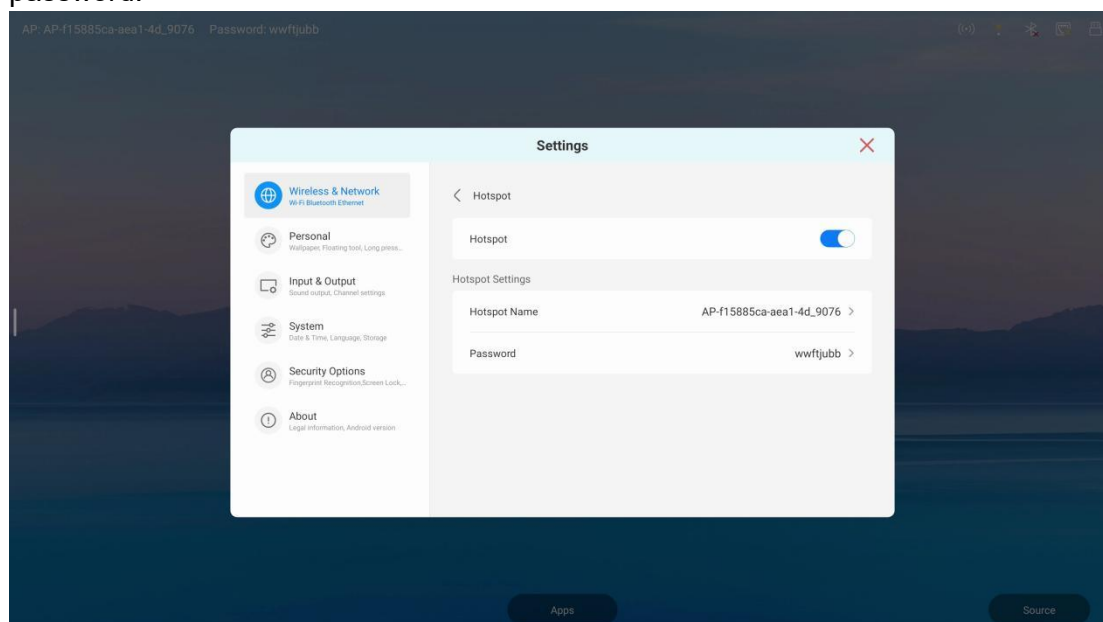 password.
AP: AP-f15885ca-aea1-4d_9076 Password: wwftjubb
Settings
Wireless & Network
Wi-Fi Bluetooth Ethernet
Personal
Wallpaper, Floating tool, Long press...
Input & Output
Sound output, Channel settings
System
Date & Time, Language, Storage
Security Options
Fingerprint Recognition,Screen Lock,...
About
Legal information, Android version
Hotspot
Hotspot
Hotspot Settings
Hotspot Name AP-f15885ca-aea1-4d_9076
Password wwftjubb
Apps
Source